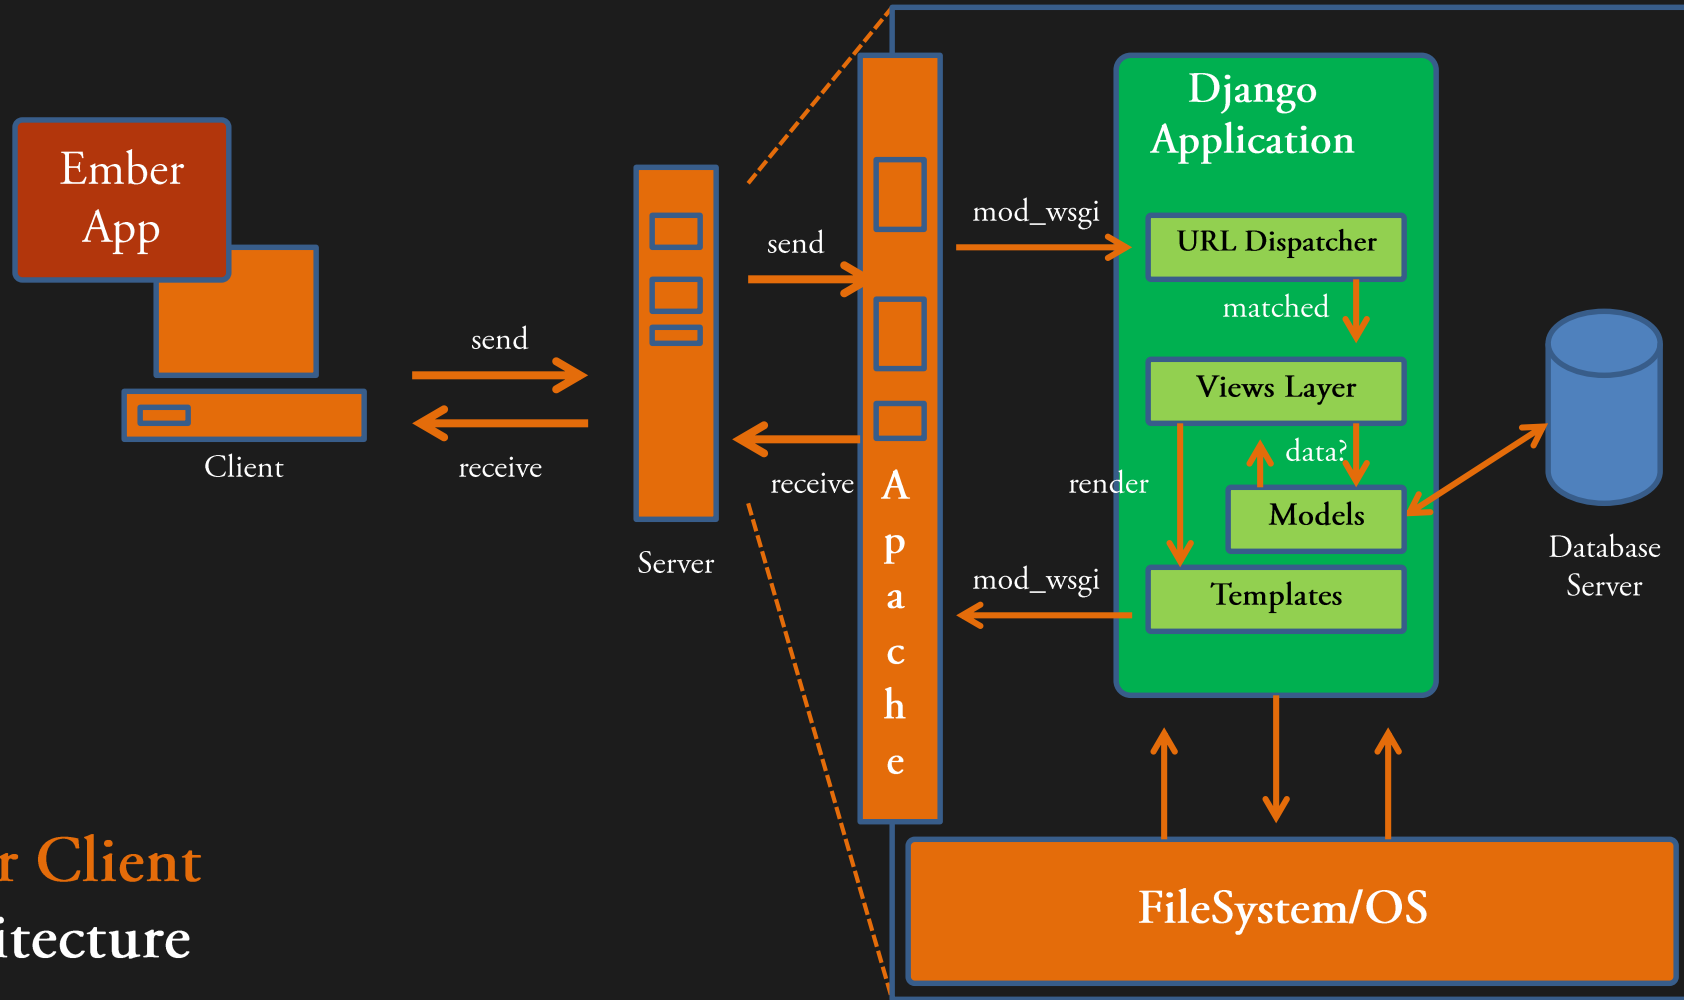 Ember
App
Client
send
receive
Server
send
receive
A
p
a
c
h
e
mod_wsgi
mod_wsgi
Django
Application
URL Dispatcher
matched
Views Layer
data?
render
Models
Templates
Database
Server
FileSystem/OS
r Client
itecture